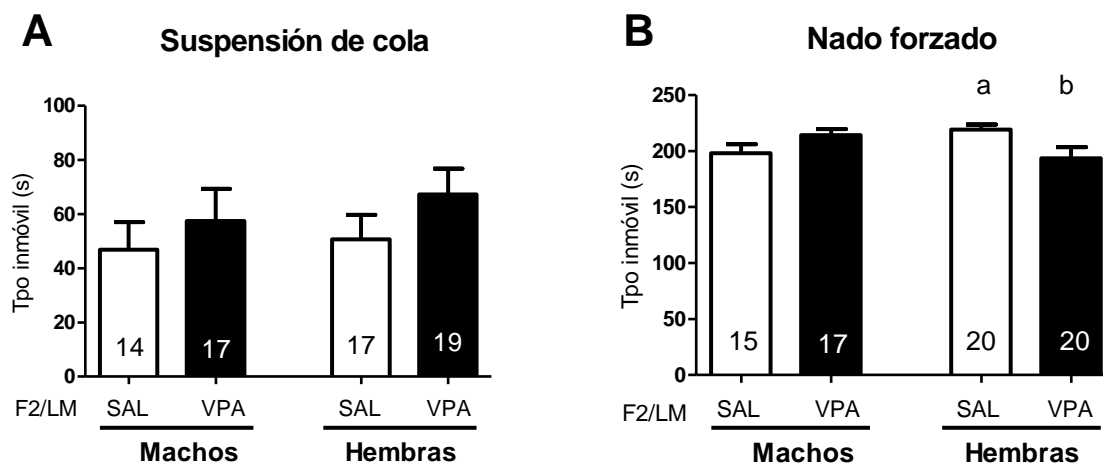 A
Suspensión de cola
Tpo inmóvil (s)
100
80
60
40
20
0
14
17
17
19
F2/LM SAL VPA SAL VPA
Machos Hembras
B
Nado forzado
a b
Tpo inmóvil (s)
250
200
150
100
50
0
15
17
20
20
F2/LM SAL VPA SAL VPA
Machos Hembras